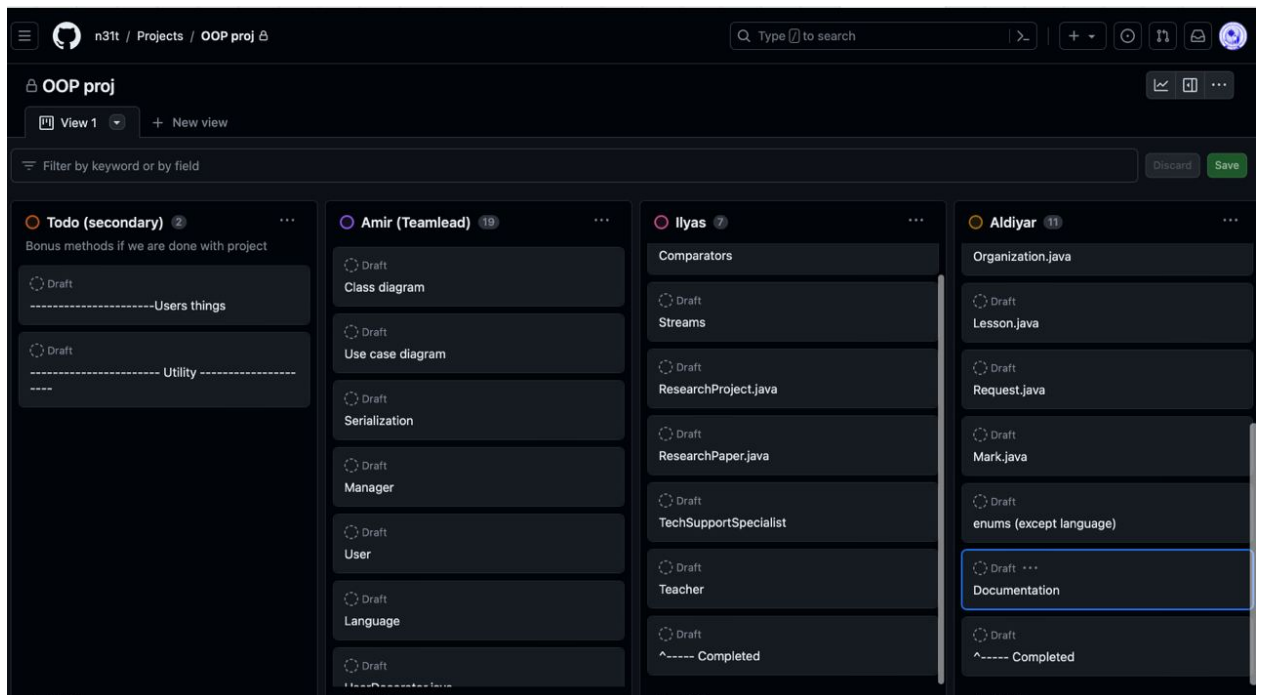 n31t / Projects / OOP proj
Type / to search
OOP proj
View 1
+ New view
Filter by keyword or by field
Discard
Save
Todo (secondary) 2
Bonus methods if we are done with project
Draft
----------------------Users things
Draft
----------------------- Utility -----------------
----
Amir (Teamlead) 19
Draft
Class diagram
Draft
Use case diagram
Draft
Serialization
Draft
Manager
Draft
User
Draft
Language
Draft
Ilyas 7
Comparators
Draft
Streams
Draft
ResearchProject.java
Draft
ResearchPaper.java
Draft
TechSupportSpecialist
Draft
Teacher
Draft
^----- Completed
Aldiyar 11
Organization.java
Draft
Lesson.java
Draft
Request.java
Draft
Mark.java
Draft
enums (except language)
Draft
Documentation
Draft
^----- Completed